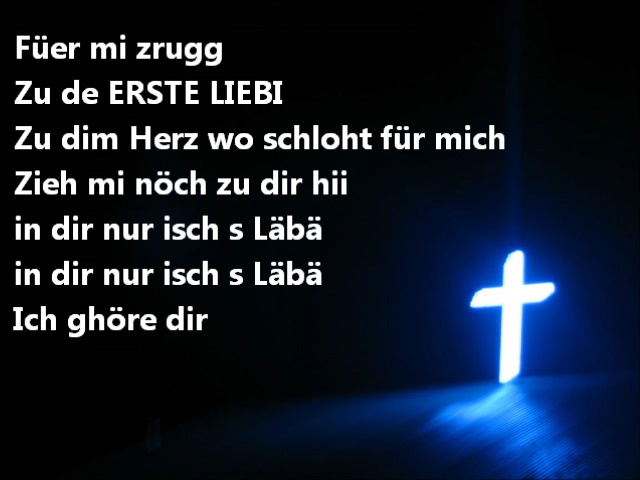 Füer mi zrugg
Zu de ERSTE LIEBI
Zu dim Herz wo schloht für mich
Zieh mi nöch zu dir hii
in dir nur isch s Läbä
in dir nur isch s Läbä
Ich ghöre dir